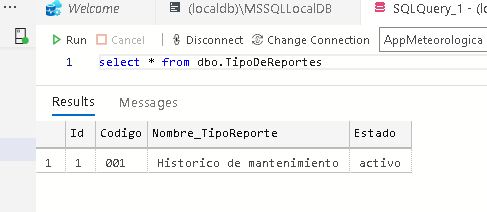 Welcome (localdb)\MSSQLLocalDB SQLQuery_1 - (lo
Run Cancel Disconnect Change Connection AppMeteorologica
1 select * from dbo.TipoDeReportes
Results Messages
Id Codigo Nombre_TipoReporte Estado
1 1 001 Historico de mantenimiento activo